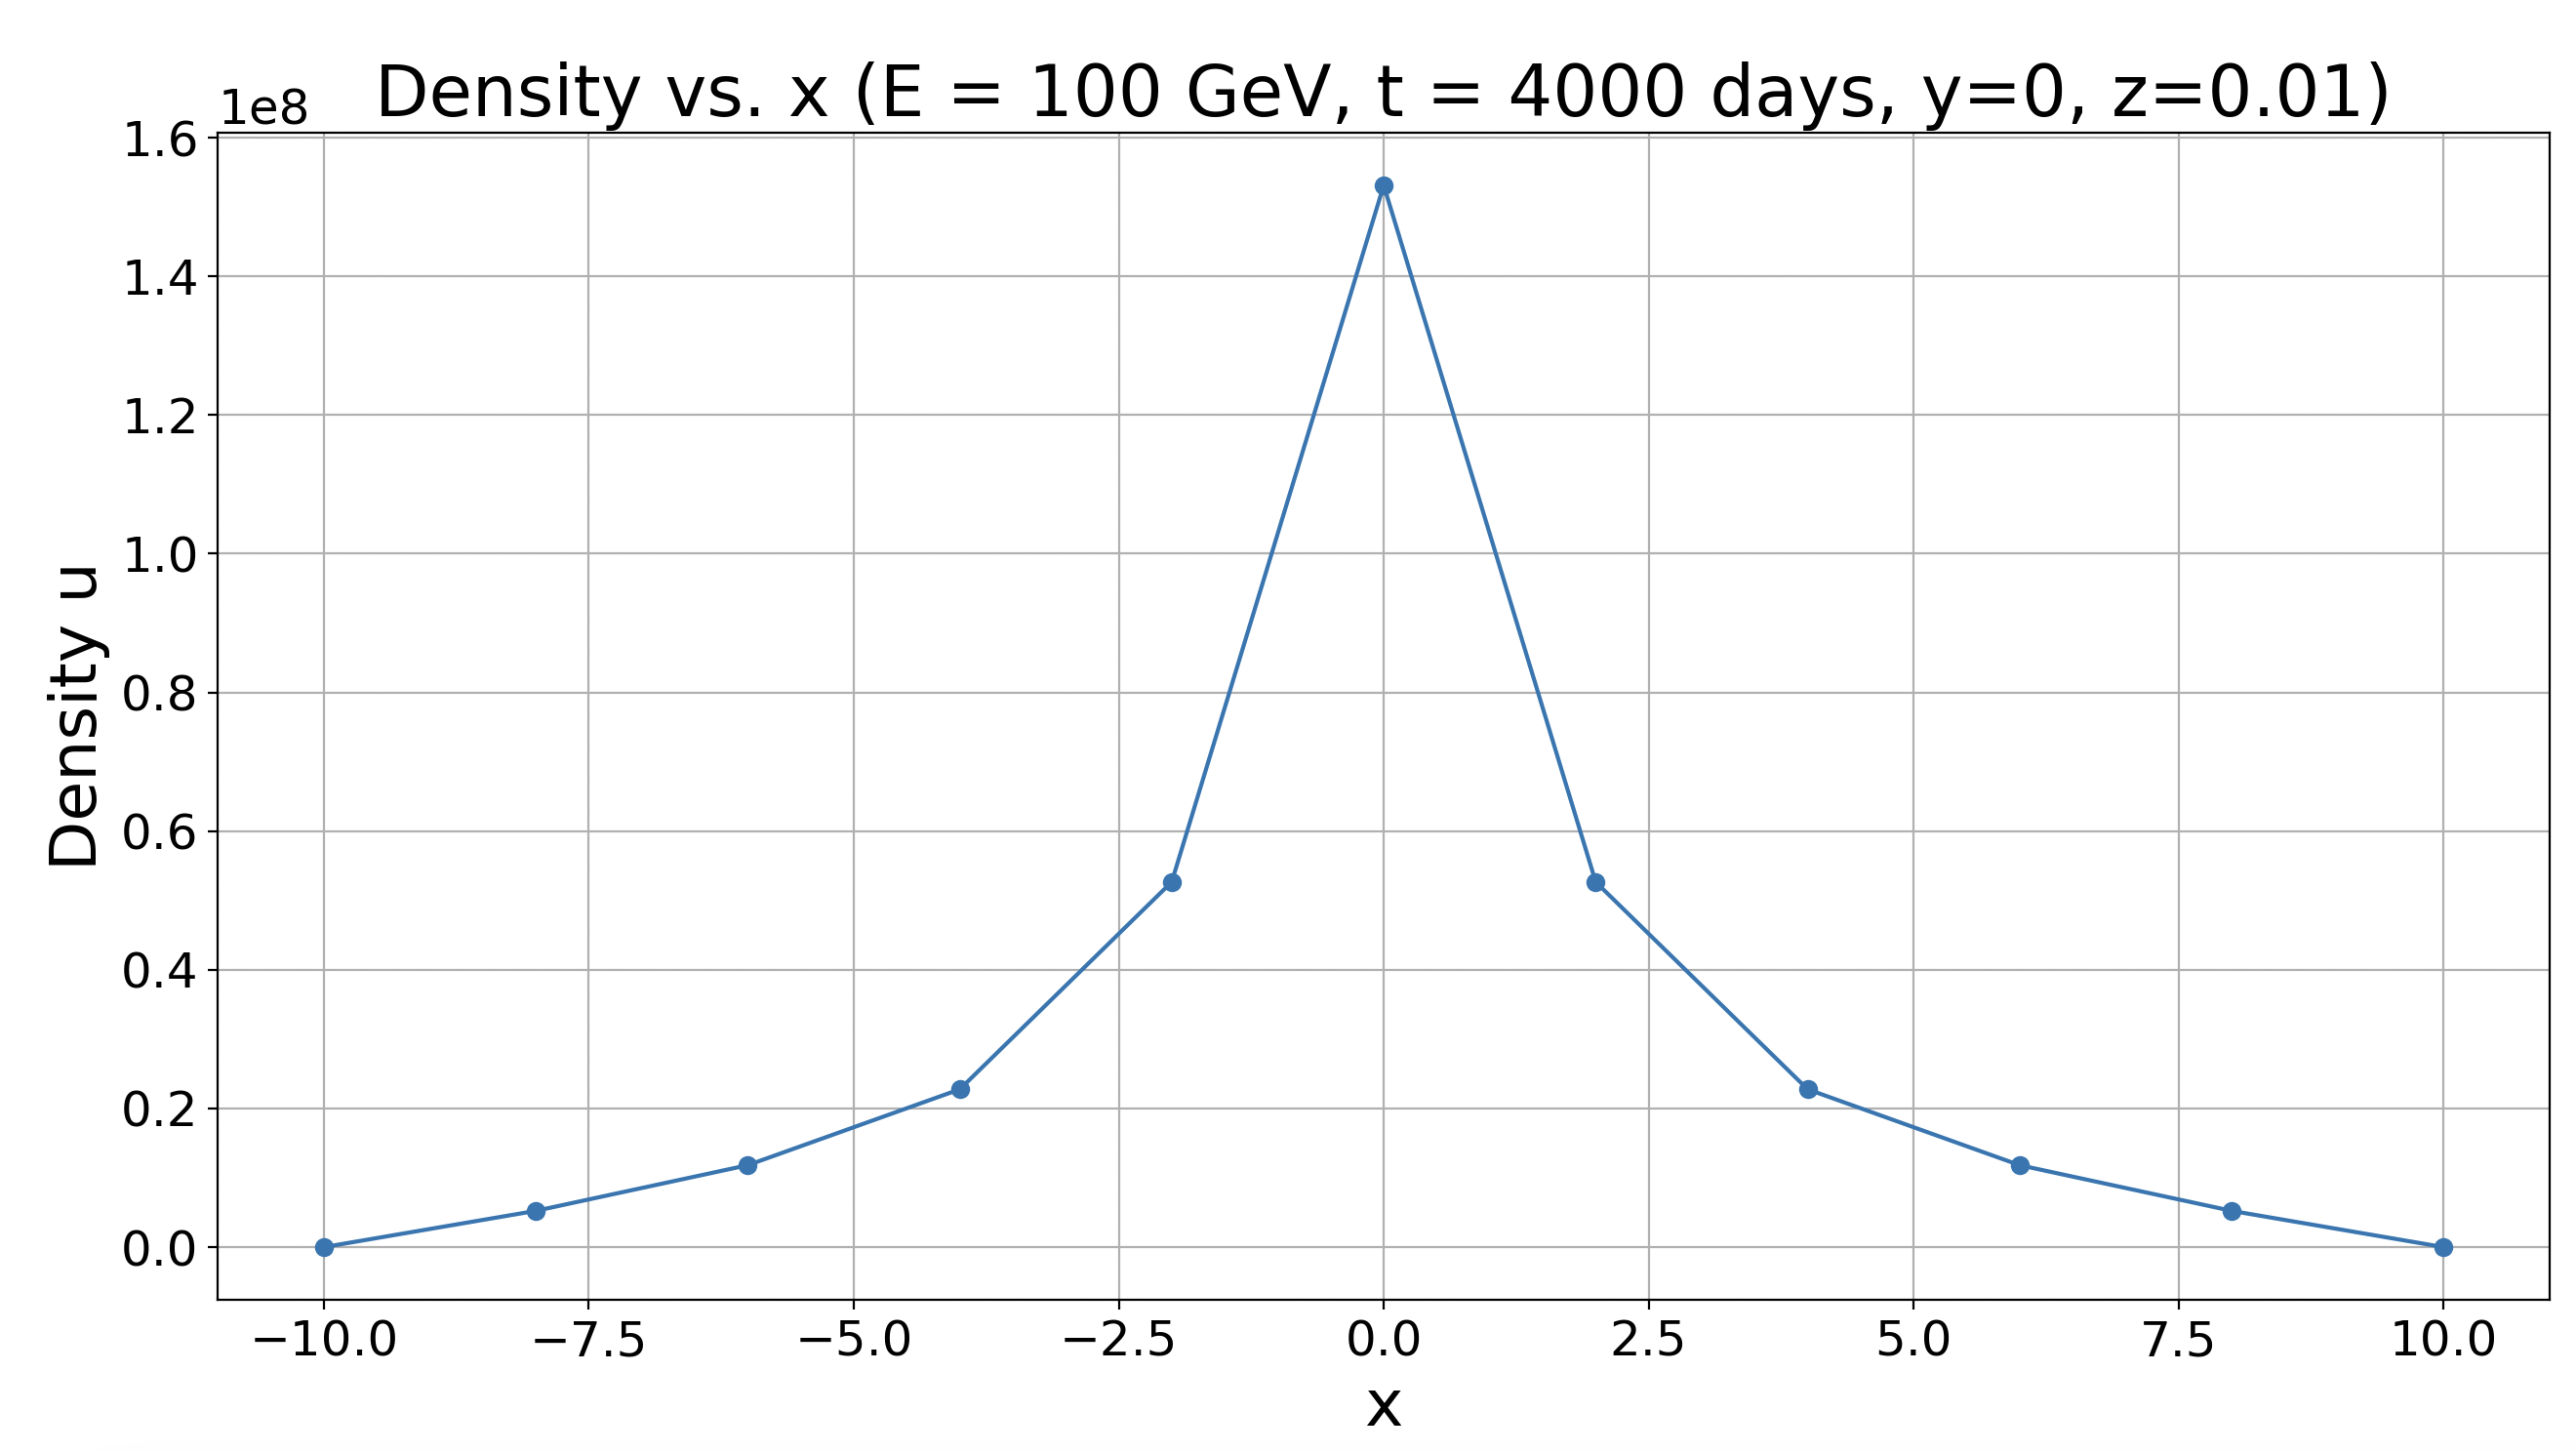 Density vs. x (E = 100 GeV, t = 4000 days, y=0, z=0.01)
1e8
1.6
1.4
1.2
1.0
0.8
0.6
0.4
0.2
0.0
Density u
−10.0 −7.5 −5.0 −2.5 0.0 2.5 5.0 7.5 10.0
x